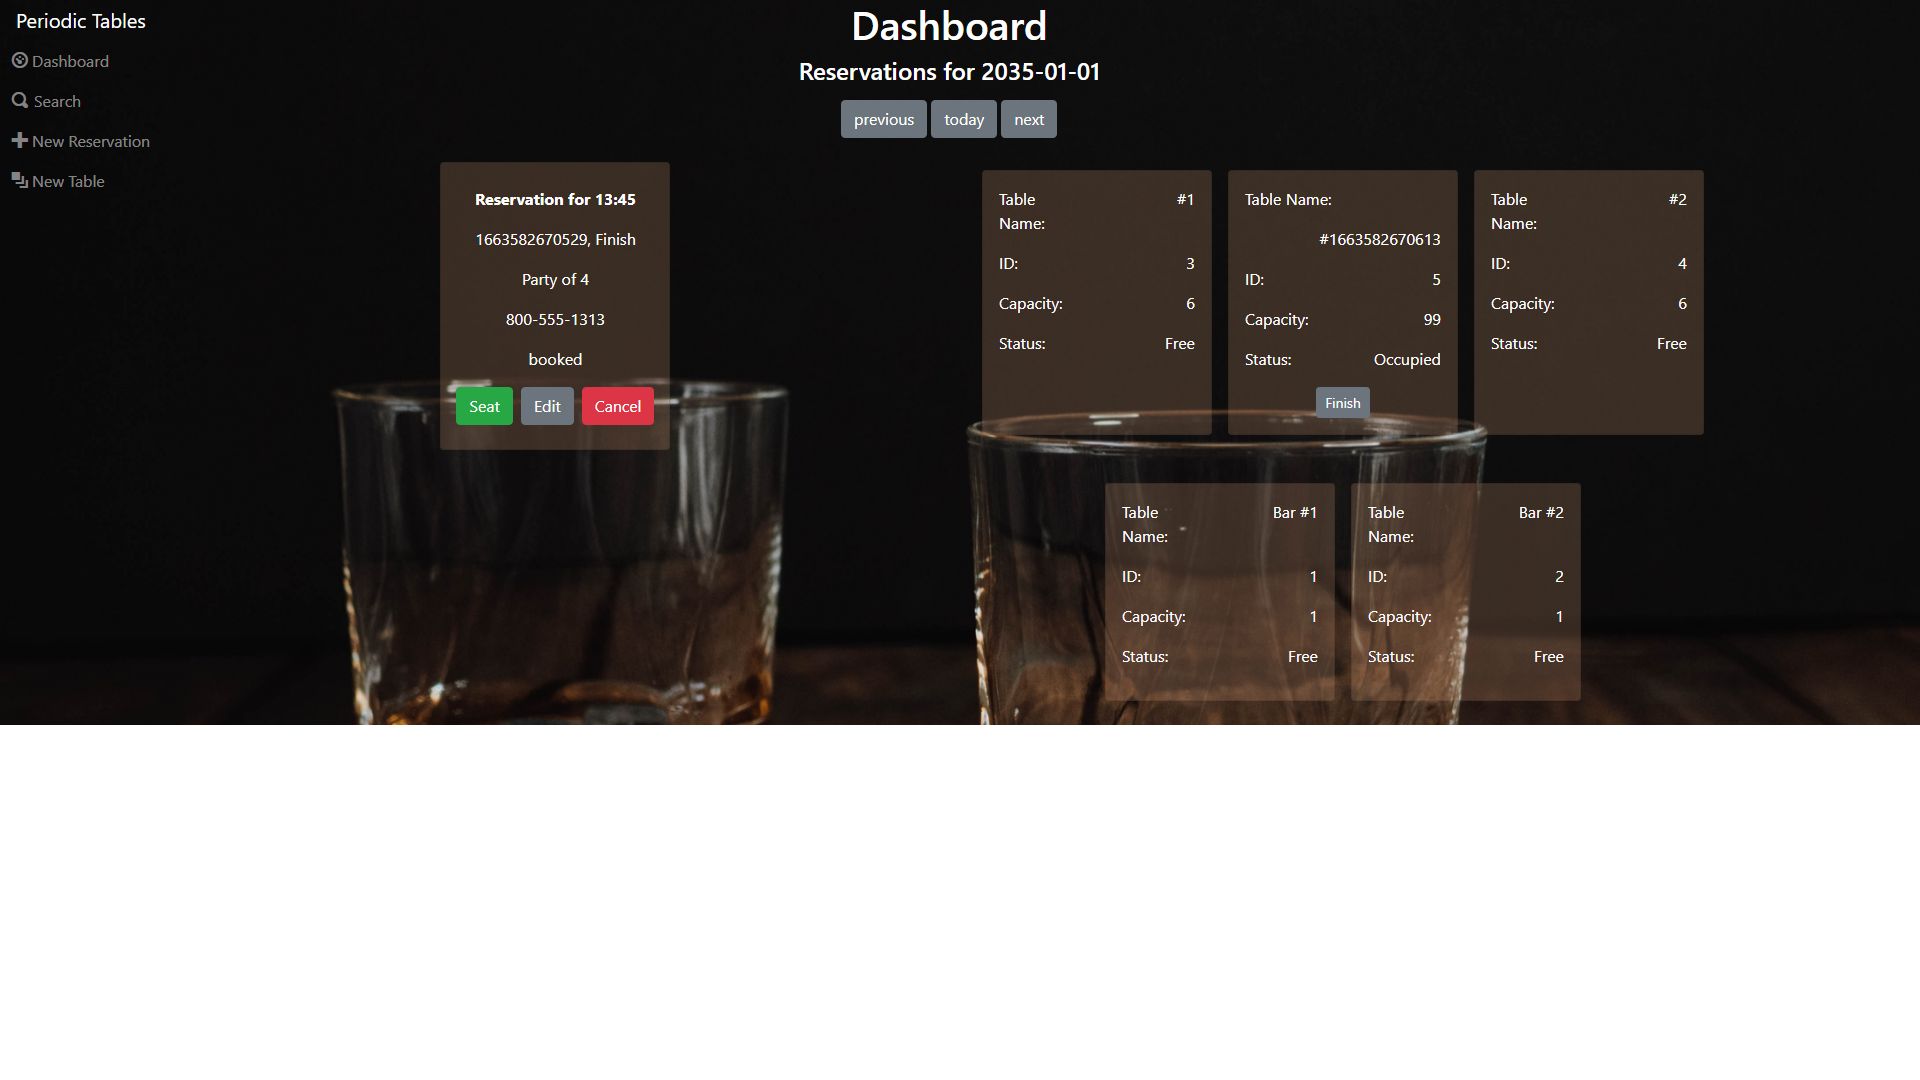 Periodic Tables
Dashboard
Search
New Reservation
New Table
Dashboard
Reservations for 2035-01-01
previous today next
Reservation for 13:45
1663582670529, Finish
Party of 4
800-555-1313
booked
Seat Edit Cancel
Table Name: #1
ID: 3
Capacity: 6
Status: Free
Table Name:
#1663582670613
ID: 5
Capacity: 99
Status: Occupied
Finish
Table Name: #2
ID: 4
Capacity: 6
Status: Free
Table Name: Bar #1
ID: 1
Capacity: 1
Status: Free
Table Name: Bar #2
ID: 2
Capacity: 1
Status: Free